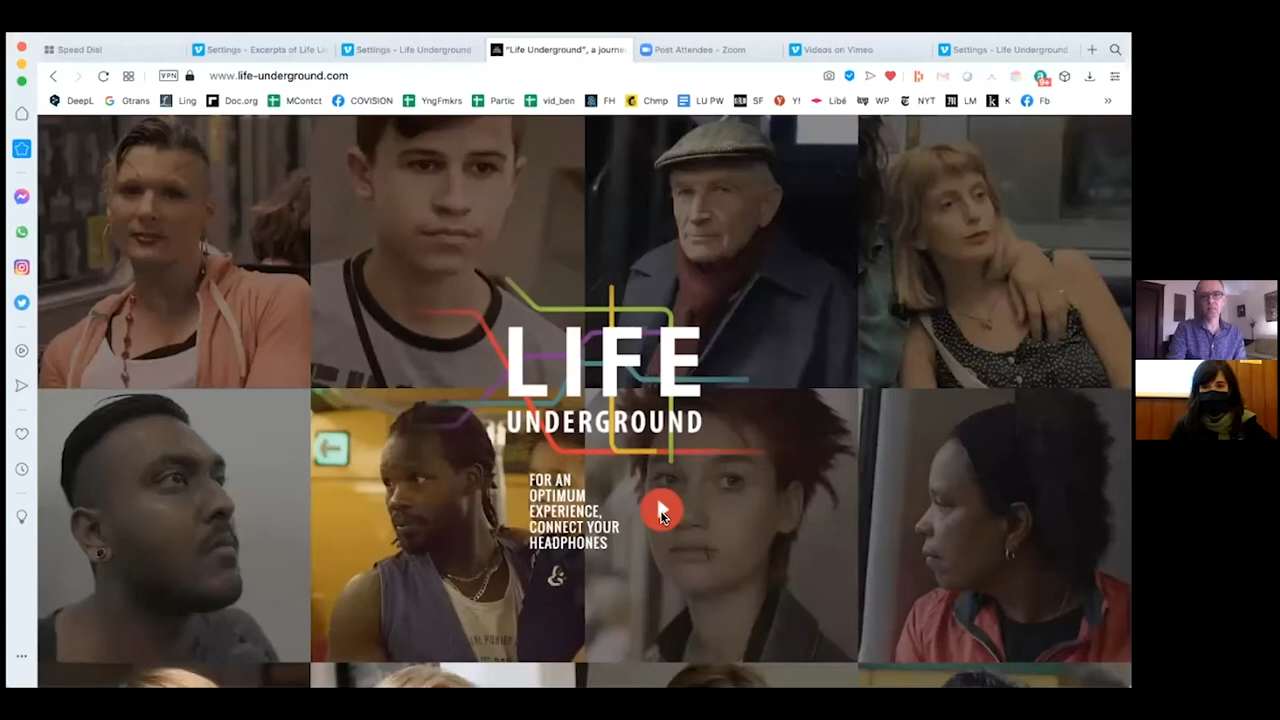 Speed Dial
Settings - Excerpts of Life Li
Settings - Life Underground
"Life Underground", a journe
Post Attendee - Zoom
Videos on Vimeo
Settings - Life Underground
VPN
www.life-underground.com
DeepL
Gtrans
Ling
Doc.org
MContct
COVISION
YngFmkrs
Partic
vid_ben
FH
Chmp
LU PW
SF
Y!
Libé
WP
NYT
LM
K
Fb
LIFE
UNDERGROUND
FOR AN
OPTIMUM
EXPERIENCE,
CONNECT YOUR
HEADPHONES